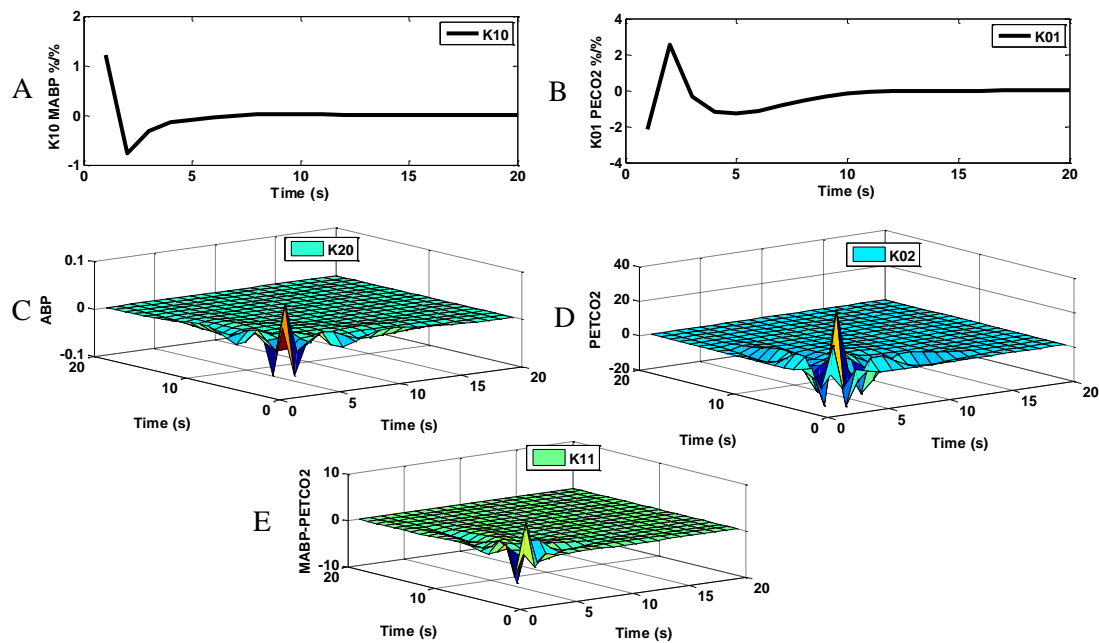 A
K10 MABP %/%
2
1
0
-1
K10
0
5
10
15
20
Time (s)
B
K01 PECO2 %/%
4
2
0
-2
-4
K01
0
5
10
15
20
Time (s)
C
ABP
0.1
0
-0.1
K20
20
10
0
Time (s)
0
5
10
15
20
Time (s)
D
PETCO2
40
20
0
-20
K02
20
10
0
Time (s)
0
5
10
15
20
Time (s)
E
MABP-PETCO2
10
0
-10
K11
20
10
0
Time (s)
0
5
10
15
20
Time (s)